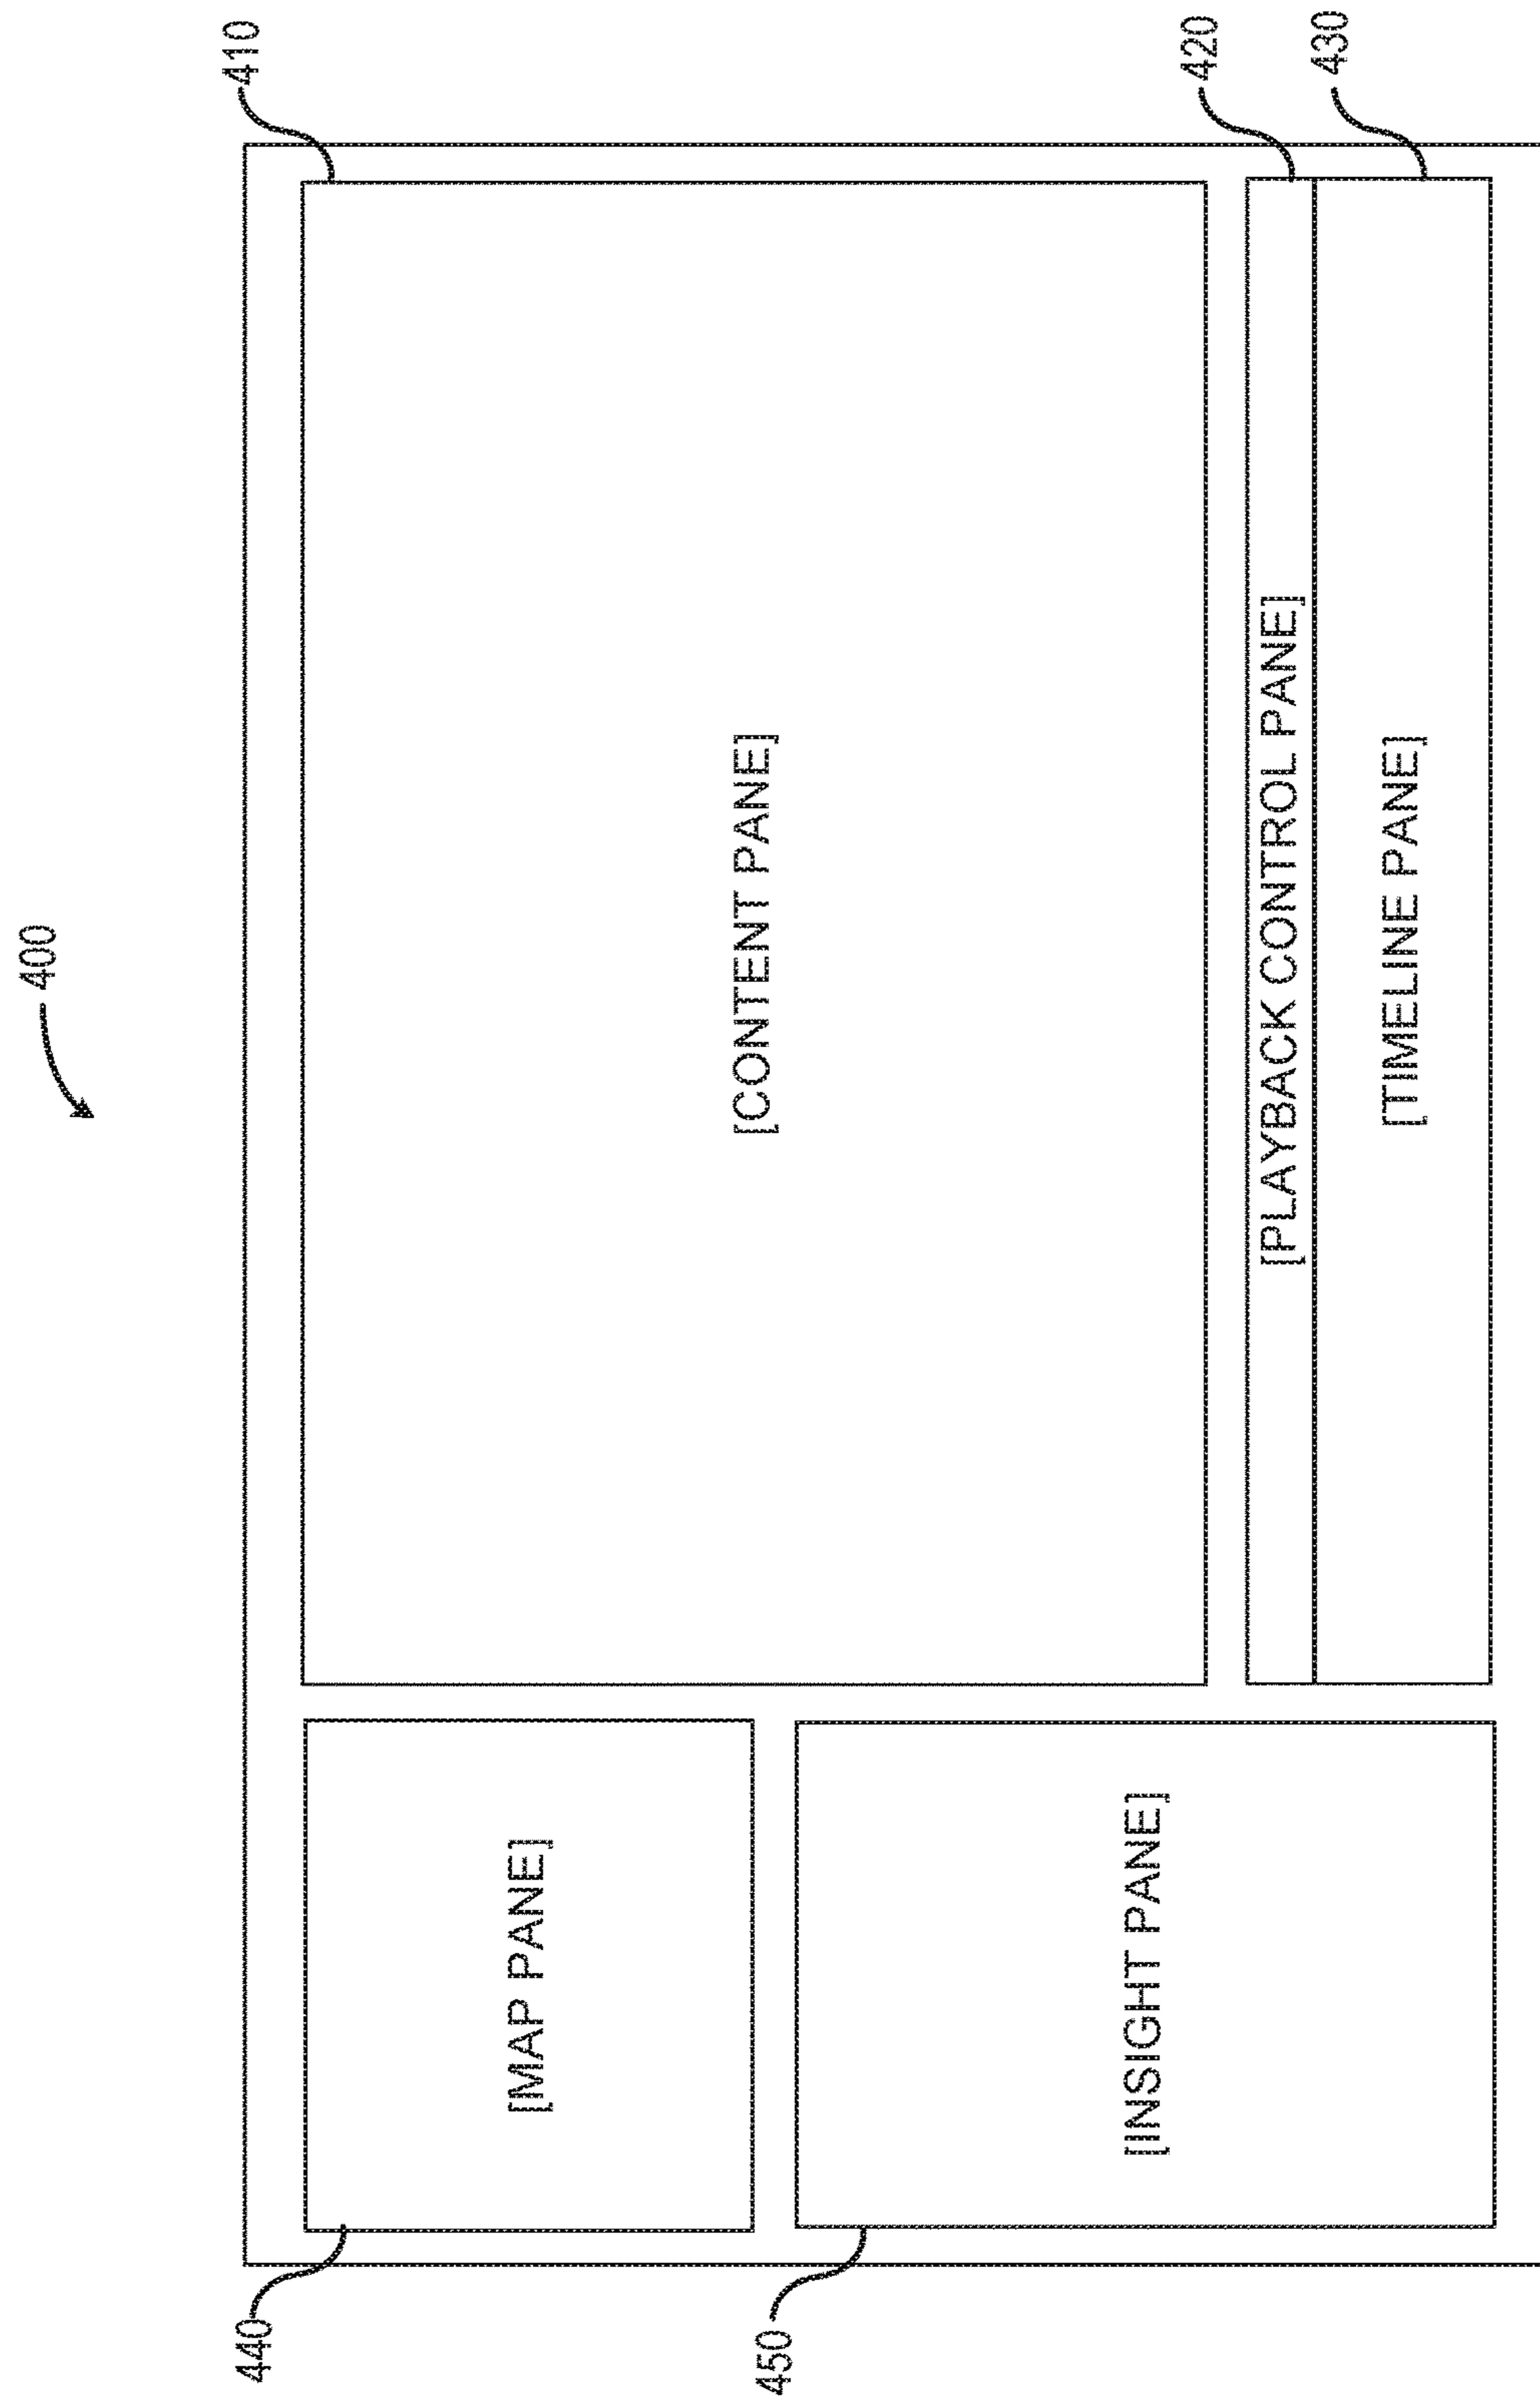 400
440
410
[MAP PANE]
[CONTENT PANE]
450
[INSIGHT PANE]
420
[PLAYBACK CONTROL PANE]
430
[TIMELINE PANE]